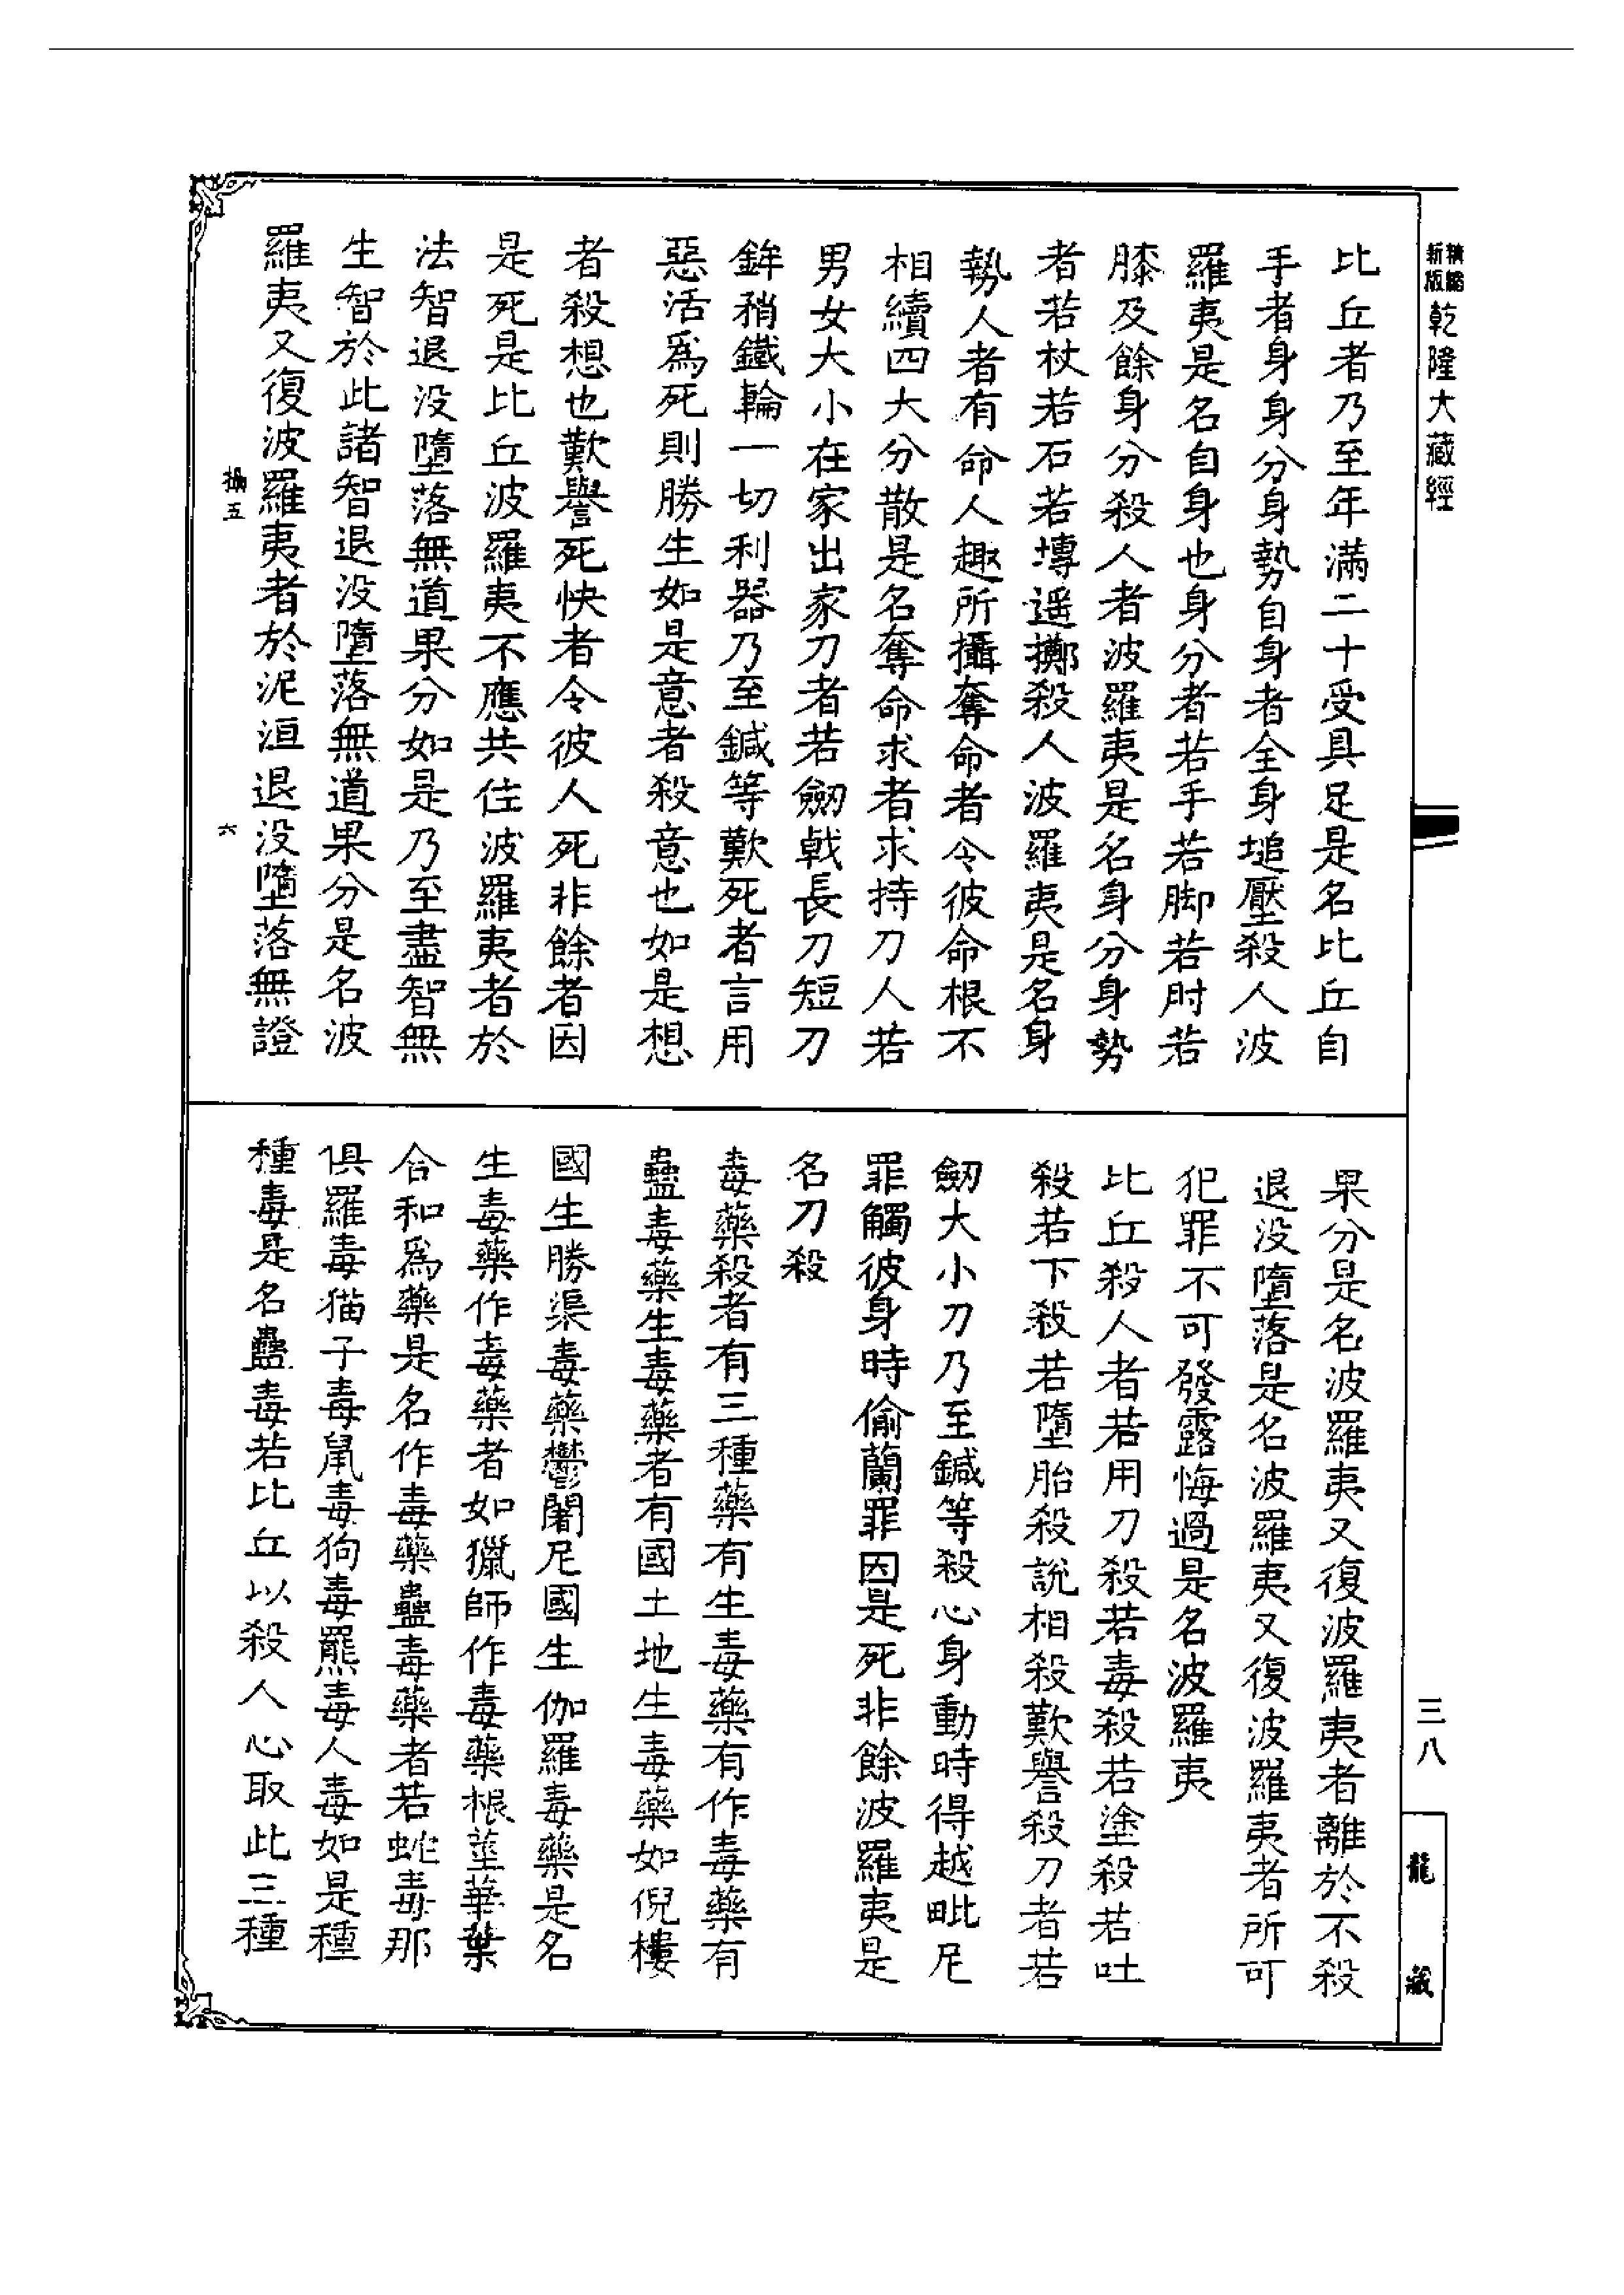 新版精縮乾隆大藏經
三八
龍藏
比丘者乃至年滿二十受具足是名比丘自
手者身身分身勢自身者全身塠壓殺人波
羅夷是名自身也身分者若手若脚若肘若
膝及餘身分殺人者波羅夷是名身分身勢
者若杖若石若塼遥擲殺人波羅夷是名身
勢人者有命人趣所攝奪命者令彼命根不
相續四大分散是名奪命求者求持刀人若
男女大小在家出家刀者若劒戟長刀短刀
鉾矟鐵輪一切利器乃至鍼等歎死者言用
惡活爲死則勝生如是意者殺意也如是想
者殺想也歎譽死快者令彼人死非餘者因
是死是比丘波羅夷不應共住波羅夷者於
法智退没墮落無道果分如是乃至盡智無
生智於此諸智退没墮落無道果分是名波
羅夷又復波羅夷者於泥洹退没墮落無證
果分是名波羅夷又復波羅夷者離於不殺
退没墮落是名波羅夷又復波羅夷者所可
犯罪不可發露悔過是名波羅夷
比丘殺人者若用刀殺若毒殺若塗殺若吐
殺若下殺若墮胎殺說相殺歎譽殺刀者若
劒大小刀乃至鍼等殺心身動時得越毗尼
罪觸彼身時偷蘭罪因是死非餘波羅夷是
名刀殺
毒藥殺者有三種藥有生毒藥有作毒藥有
蠱毒藥生毒藥者有國土地生毒藥如倪樓
國生勝渠毒藥鬱闍尼國生伽羅毒藥是名
生毒藥作毒藥者如獵師作毒藥根莖華葉
合和爲藥是名作毒藥蠱毒藥者若蛇毒那
俱羅毒猫子毒鼠毒狗毒羆毒人毒如是種
種毒是名蠱毒若比丘以殺人心取此三種
五
六